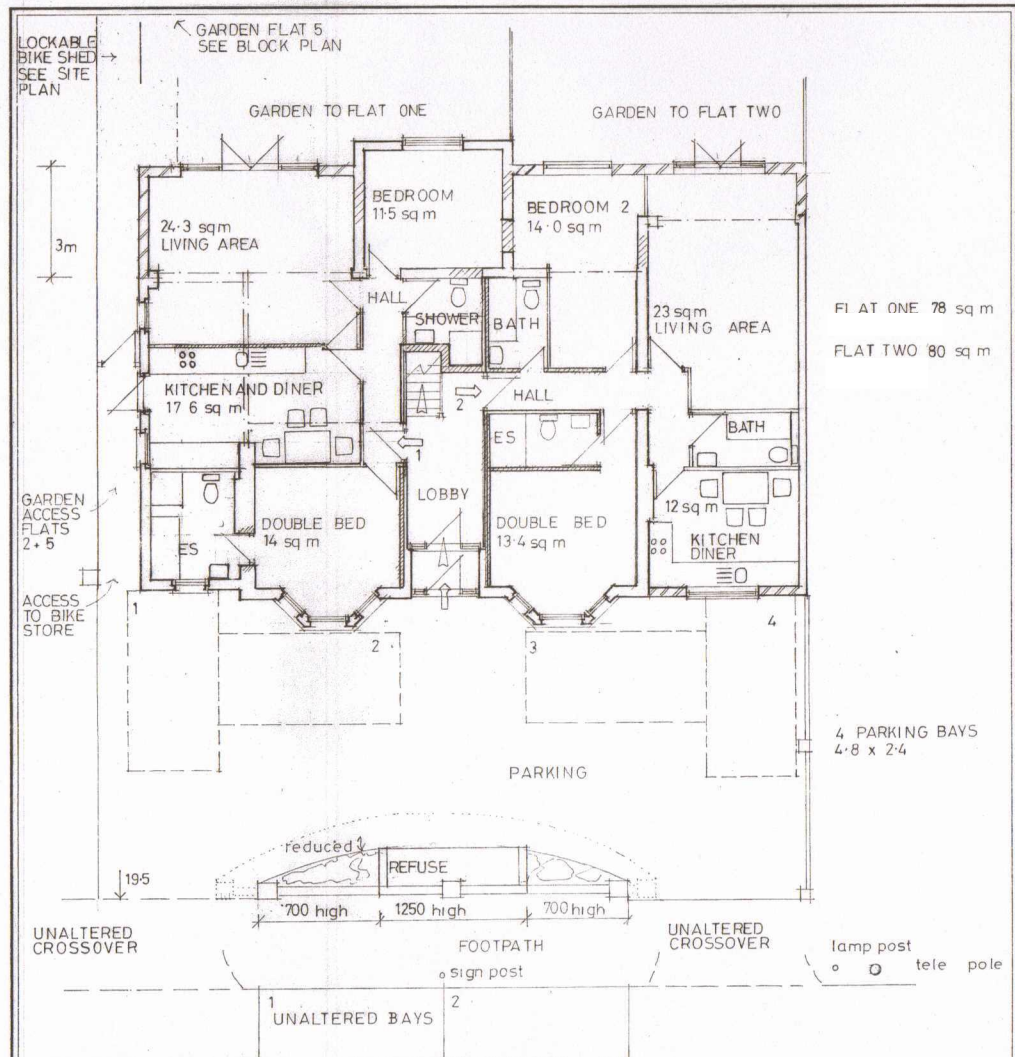 GARDEN FLAT 5
SEE BLOCK PLAN
LOCKABLE
BIKE SHED
SEE SITE
PLAN
GARDEN TO FLAT ONE
GARDEN TO FLAT TWO
3m
24·3 sqm
LIVING AREA
BEDROOM
11·5 sq m
BEDROOM 2
14·0 sq m
HALL
SHOWER
BATH
23 sqm
LIVING AREA
FLAT ONE 78 sq m
FLAT TWO 80 sq m
KITCHEN AND DINER
17 6 sq m
2
HALL
1
ES
BATH
GARDEN
ACCESS
FLATS
2+5
LOBBY
DOUBLE BED
14 sq m
DOUBLE BED
13·4 sq m
12 sq m
KITCHEN
DINER
ES
ACCESS
TO BIKE
STORE
1
2
3
4
4 PARKING BAYS
4·8 x 2·4
PARKING
reduced
REFUSE
19·5
700 high
1250 high
700 high
UNALTERED
CROSSOVER
FOOTPATH
UNALTERED
CROSSOVER
lamp post
tele pole
sign post
1
2
UNALTERED BAYS